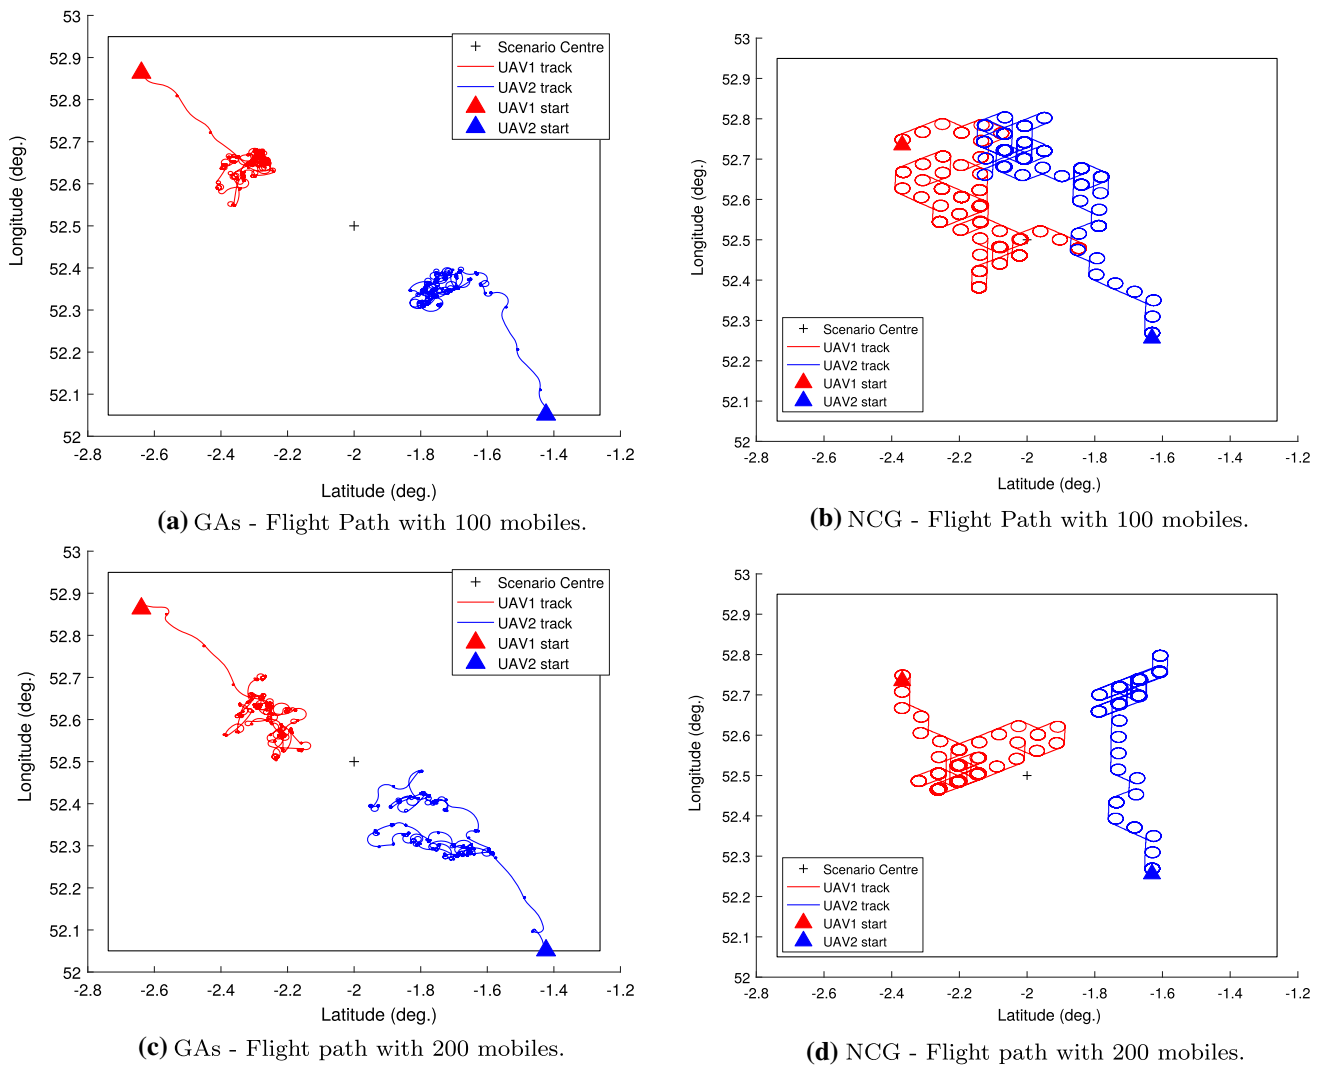 53
52.9
52.8
52.7
52.6
52.5
52.4
52.3
52.2
52.1
52
Longitude (deg.)
-2.8
-2.6
-2.4
-2.2
-2
-1.8
-1.6
-1.4
-1.2
Latitude (deg.)
Scenario Centre
UAV1 track
UAV2 track
UAV1 start
UAV2 start
(a) GAs - Flight Path with 100 mobiles.
53
52.9
52.8
52.7
52.6
52.5
52.4
52.3
52.2
52.1
52
Longitude (deg.)
Scenario Centre
UAV1 track
UAV2 track
UAV1 start
UAV2 start
-2.8
-2.6
-2.4
-2.2
-2
-1.8
-1.6
-1.4
-1.2
Latitude (deg.)
(b) NCG - Flight Path with 100 mobiles.
53
52.9
52.8
52.7
52.6
52.5
52.4
52.3
52.2
52.1
52
Longitude (deg.)
Scenario Centre
UAV1 track
UAV2 track
UAV1 start
UAV2 start
-2.8
-2.6
-2.4
-2.2
-2
-1.8
-1.6
-1.4
-1.2
Latitude (deg.)
(c) GAs - Flight path with 200 mobiles.
53
52.9
52.8
52.7
52.6
52.5
52.4
52.3
52.2
52.1
52
Longitude (deg.)
Scenario Centre
UAV1 track
UAV2 track
UAV1 start
UAV2 start
-2.8
-2.6
-2.4
-2.2
-2
-1.8
-1.6
-1.4
-1.2
Latitude (deg.)
(d) NCG - Flight path with 200 mobiles.